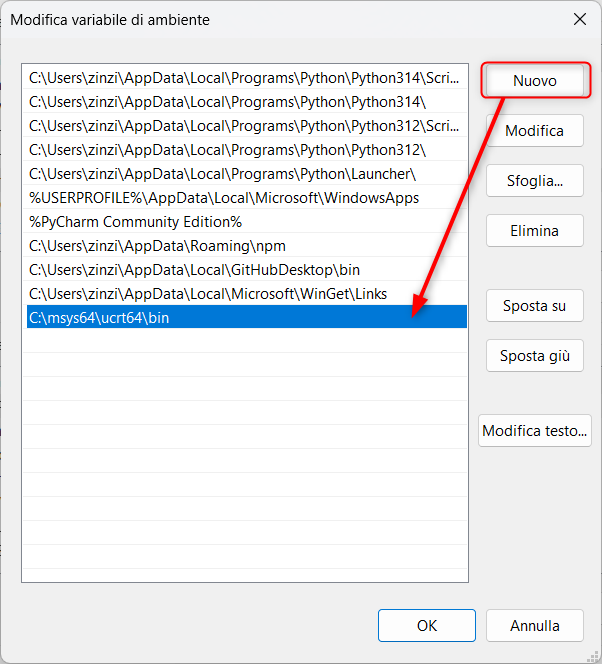 Modifica variabile di ambiente
C:\Users\zinzi\AppData\Local\Programs\Python\Python314\Scri...
C:\Users\zinzi\AppData\Local\Programs\Python\Python314\
C:\Users\zinzi\AppData\Local\Programs\Python\Python312\Scri...
C:\Users\zinzi\AppData\Local\Programs\Python\Python312\
C:\Users\zinzi\AppData\Local\Programs\Python\Launcher\
%USERPROFILE%\AppData\Local\Microsoft\WindowsApps
%PyCharm Community Edition%
C:\Users\zinzi\AppData\Roaming\npm
C:\Users\zinzi\AppData\Local\GitHubDesktop\bin
C:\Users\zinzi\AppData\Local\Microsoft\WinGet\Links
C:\msys64\ucrt64\bin
Nuovo
Modifica
Sfoglia...
Elimina
Sposta su
Sposta giù
Modifica testo...
OK
Annulla